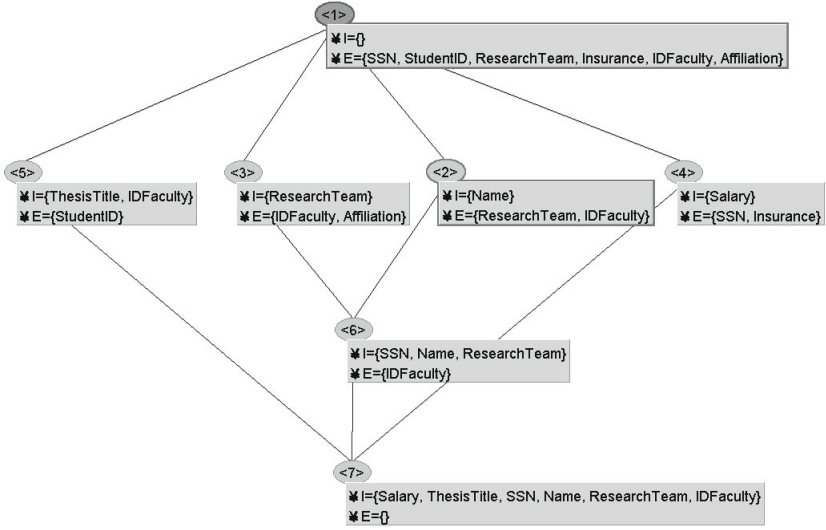 <1>
¥ I={}
¥ E={SSN, StudentID, ResearchTeam, Insurance, IDFaculty, Affiliation}
<5>
¥ I={ThesisTitle, IDFaculty}
¥ E={StudentID}
<3>
¥ I={ResearchTeam}
¥ E={IDFaculty, Affiliation}
<2>
¥ I={Name}
¥ E={ResearchTeam, IDFaculty}
<4>
¥ I={Salary}
¥ E={SSN, Insurance}
<6>
¥ I={SSN, Name, ResearchTeam}
¥ E={IDFaculty}
<7>
¥ I={Salary, ThesisTitle, SSN, Name, ResearchTeam, IDFaculty}
¥ E={}